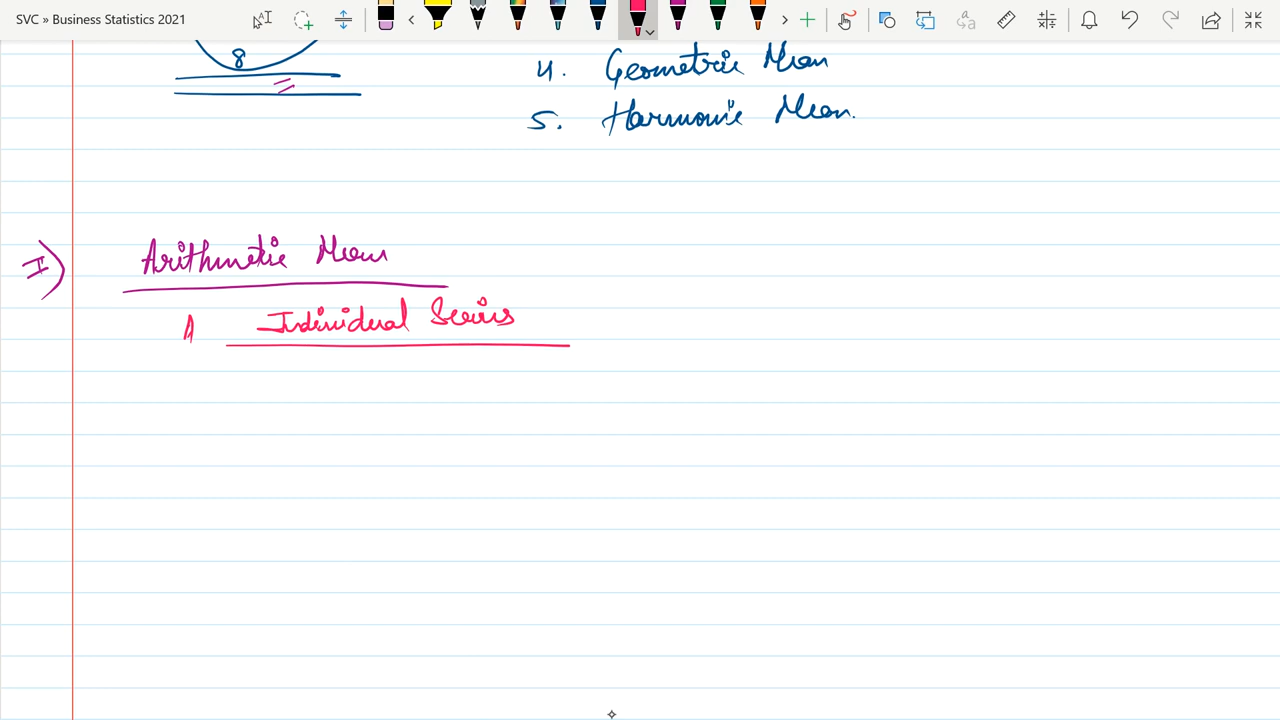 SVC » Business Statistics 2021
8
4. Geometric Mean
5. Harmonic Mean.
I) Arithmetic Mean
A Individual Series